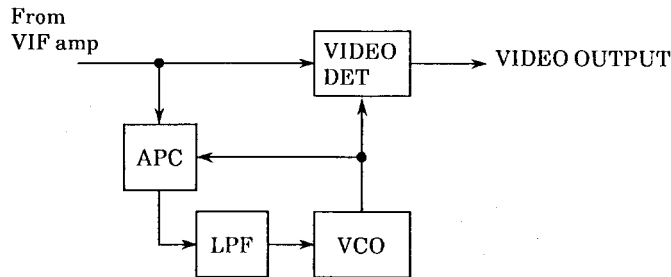 From
VIF amp
VIDEO
DET
VIDEO OUTPUT
APC
LPF
VCO